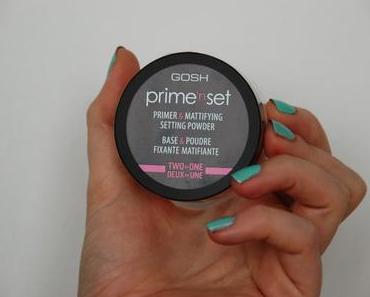 GOSH
prime'n set
PRIMER & MATTIFYING
SETTING POWDER
BASE & POUDRE
FIXANTE MATIFIANTE
TWO IN ONE
DEUX EN UNE